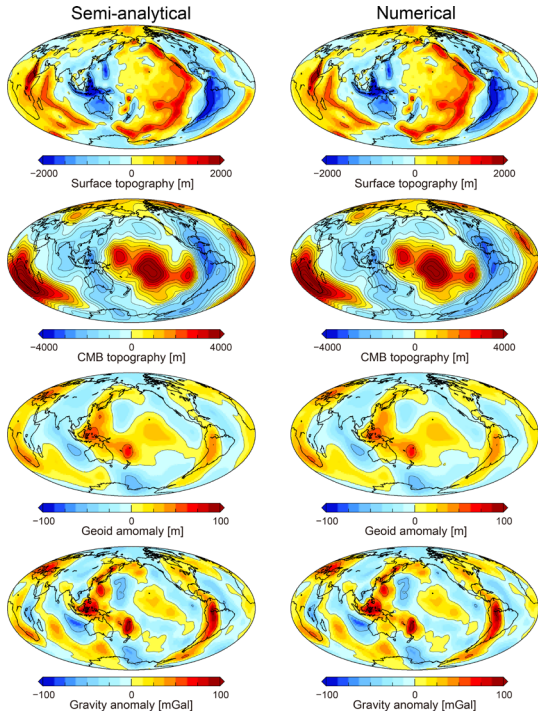 Semi-analytical Numerical
−2000 0 2000 −2000 0 2000
Surface topography [m] Surface topography [m]
−4000 0 4000 −4000 0 4000
CMB topography [m] CMB topography [m]
−100 0 100 −100 0 100
Geoid amomaly [m] Geoid amomaly [m]
−100 0 100 −100 0 100
Gravity anomaly [mGal] Gravity anomaly [mGal]